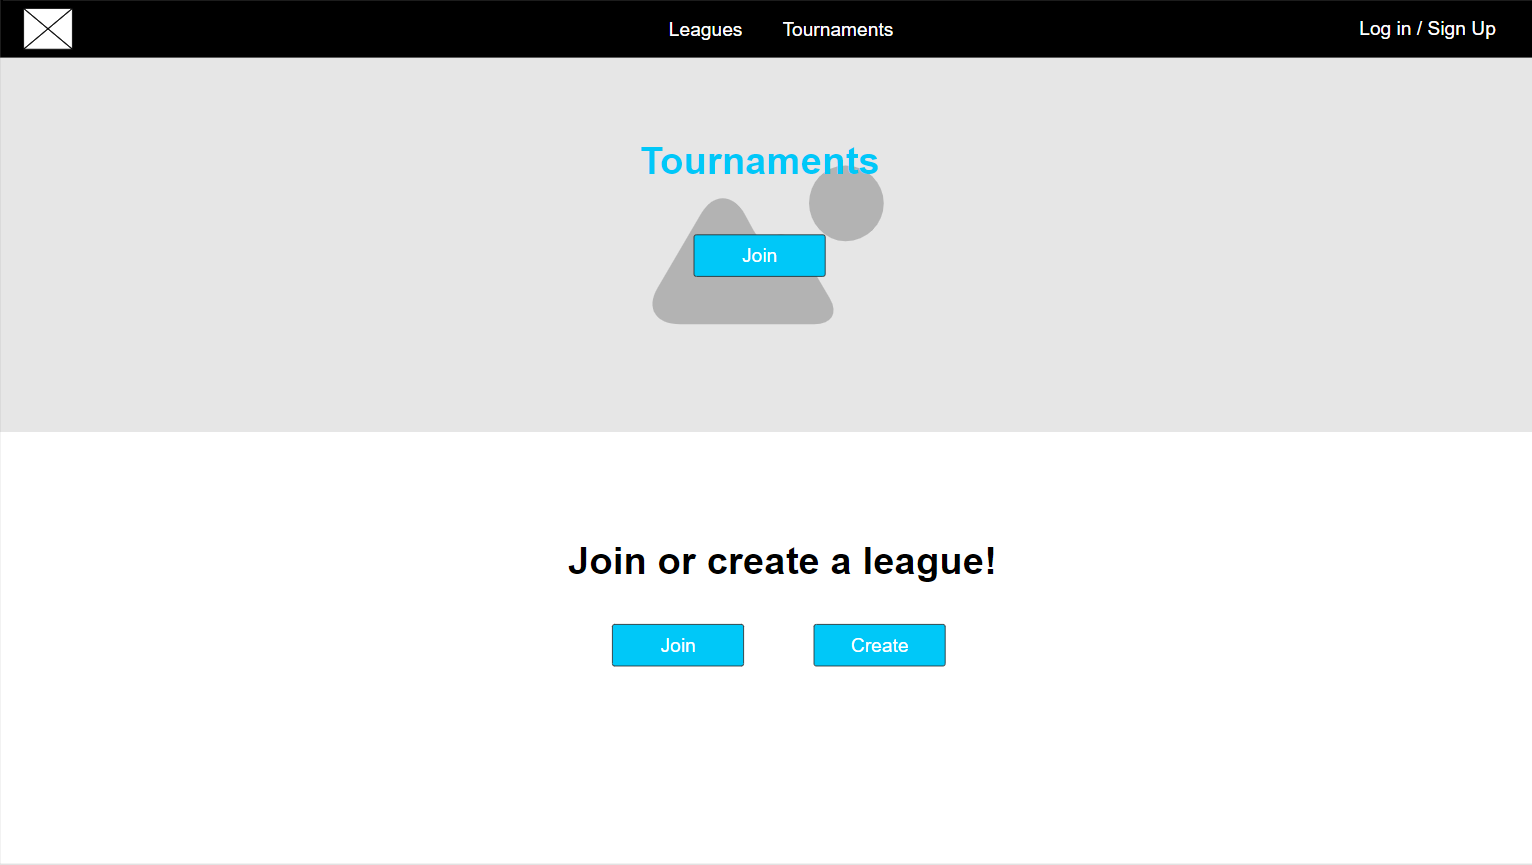 Leagues Tournaments Log in / Sign Up
Tournaments
Join
Join or create a league!
Join Create